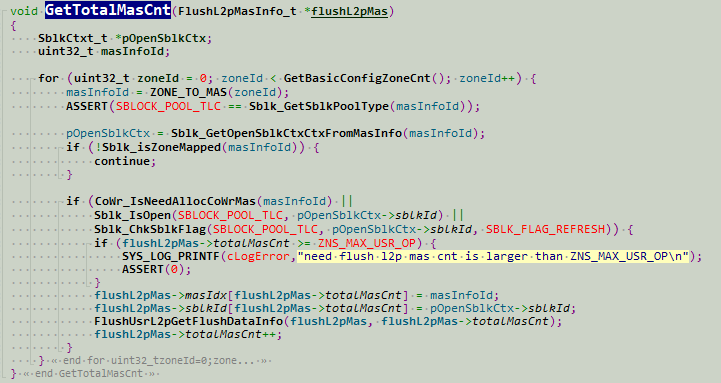 void GetTotalMasCnt(FlushL2pMasInfo_t *flushL2pMas)
{
    SblkCtxt_t *pOpenSblkCtx;
    uint32_t masInfoId;

    for (uint32_t zoneId = 0; zoneId < GetBasicConfigZoneCnt(); zoneId++) {
        masInfoId = ZONE_TO_MAS(zoneId);
        ASSERT(SBLOCK_POOL_TLC == Sblk_GetSblkPoolType(masInfoId));

        pOpenSblkCtx = Sblk_GetOpenSblkCtxCtxFromMasInfo(masInfoId);
        if (!Sblk_isZoneMapped(masInfoId)) {
            continue;
        }

        if (CoWr_IsNeedAllocCoWrMas(masInfoId) ||
            Sblk_IsOpen(SBLOCK_POOL_TLC, pOpenSblkCtx->sblkId) ||
            Sblk_ChkSblkFlag(SBLOCK_POOL_TLC, pOpenSblkCtx->sblkId, SBLK_FLAG_REFRESH)) {
            if (flushL2pMas->totalMasCnt >= ZNS_MAX_USR_OP) {
                SYS_LOG_PRINTF(cLogError,"need flush l2p mas cnt is larger than ZNS_MAX_USR_OP\n");
                ASSERT(0);
            }
            flushL2pMas->masIdx[flushL2pMas->totalMasCnt] = masInfoId;
            flushL2pMas->sblkId[flushL2pMas->totalMasCnt] = pOpenSblkCtx->sblkId;
            FlushUsrL2pGetFlushDataInfo(flushL2pMas, flushL2pMas->totalMasCnt);
            flushL2pMas->totalMasCnt++;
        }
    } « end for uint32_tzoneId=0;zone... »
} « end GetTotalMasCnt »